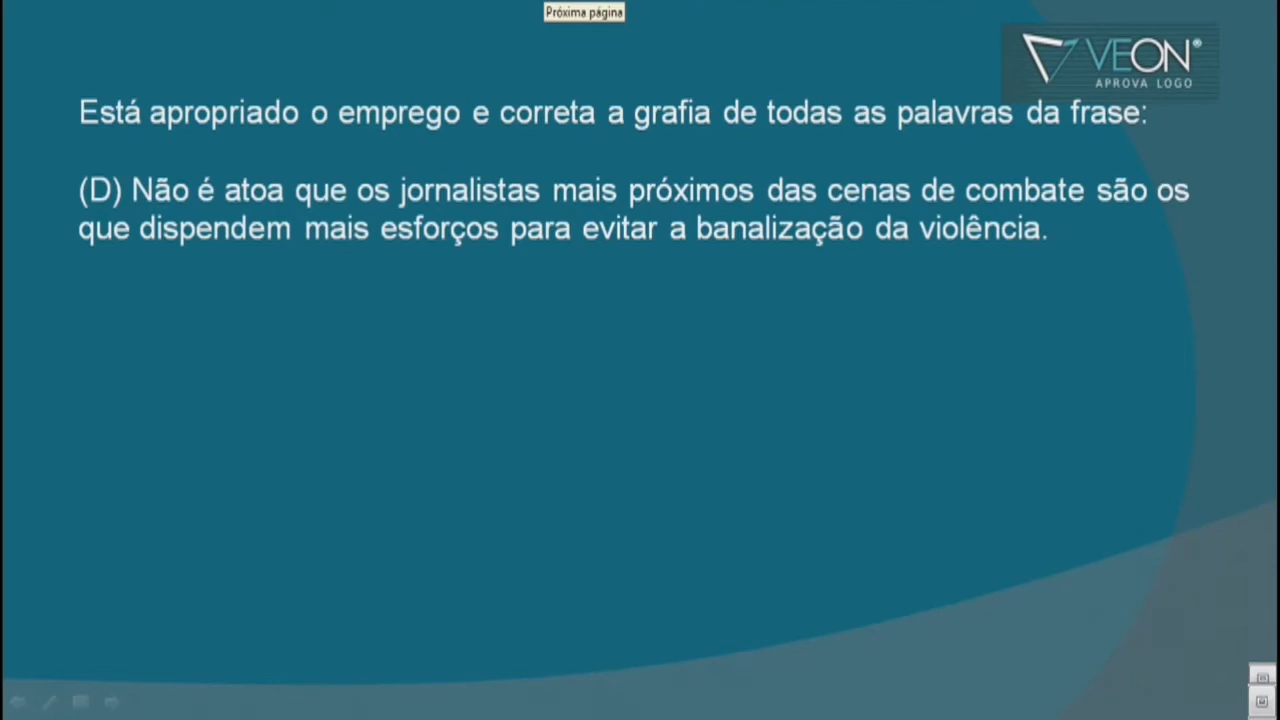 Próxima página
VEON®
APROVA LOGO
Está apropriado o emprego e correta a grafia de todas as palavras da frase:
(D) Não é atoa que os jornalistas mais próximos das cenas de combate são os
que dispendem mais esforços para evitar a banalização da violência.